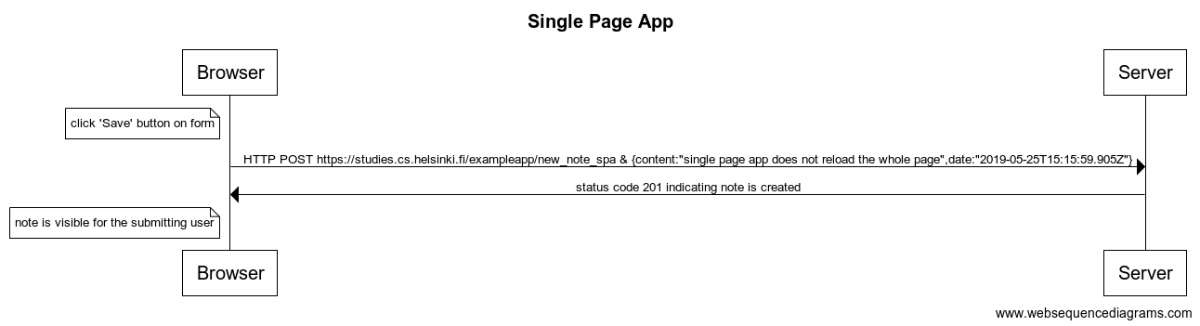 Single Page App
Browser
Server
click 'Save' button on form
HTTP POST https://studies.cs.helsinki.fi/exampleapp/new_note_spa & {content:"single page app does not reload the whole page",date:"2019-05-25T15:15:59.905Z"}
status code 201 indicating note is created
note is visible for the submitting user
Browser
Server
www.websequencediagrams.com